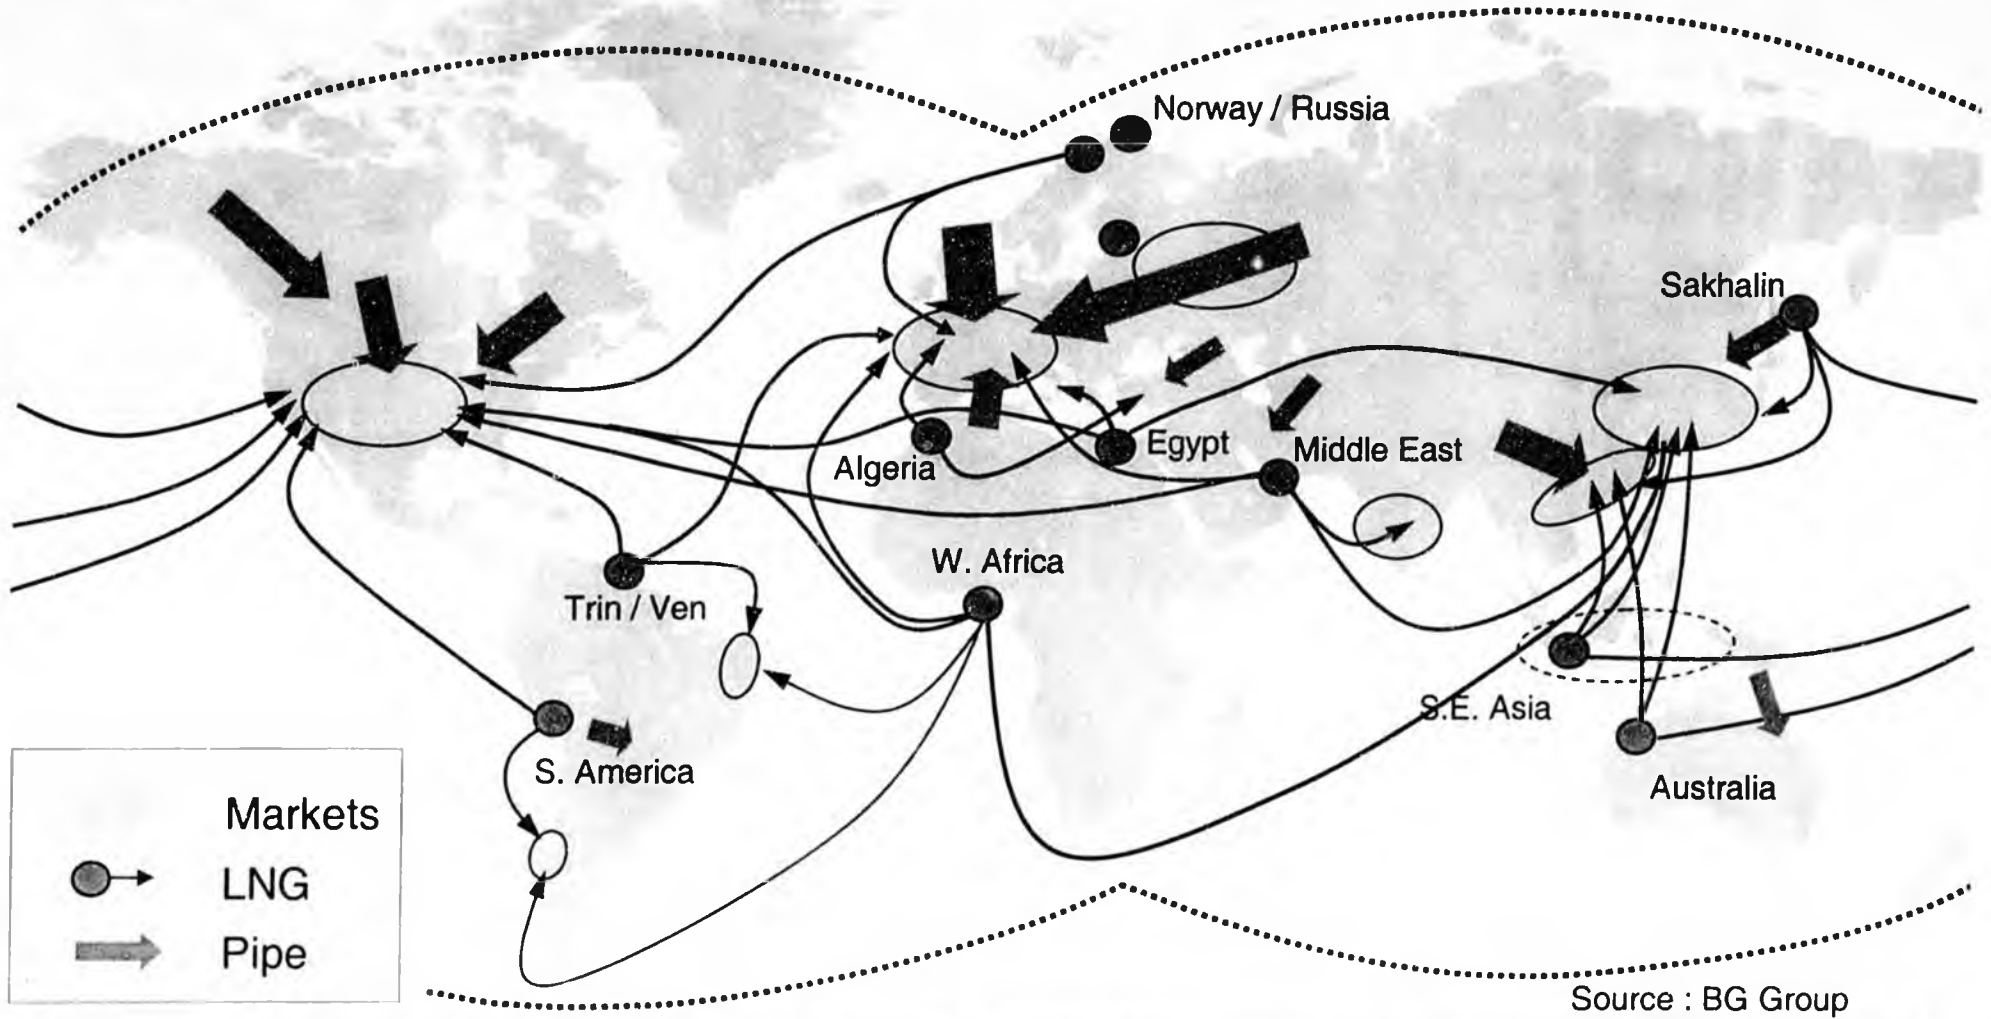 Norway / Russia
Sakhalin
Egypt
Middle East
Algeria
W. Africa
Trin / Ven
S.E. Asia
S. America
Australia
Markets
LNG
Pipe
Source : BG Group